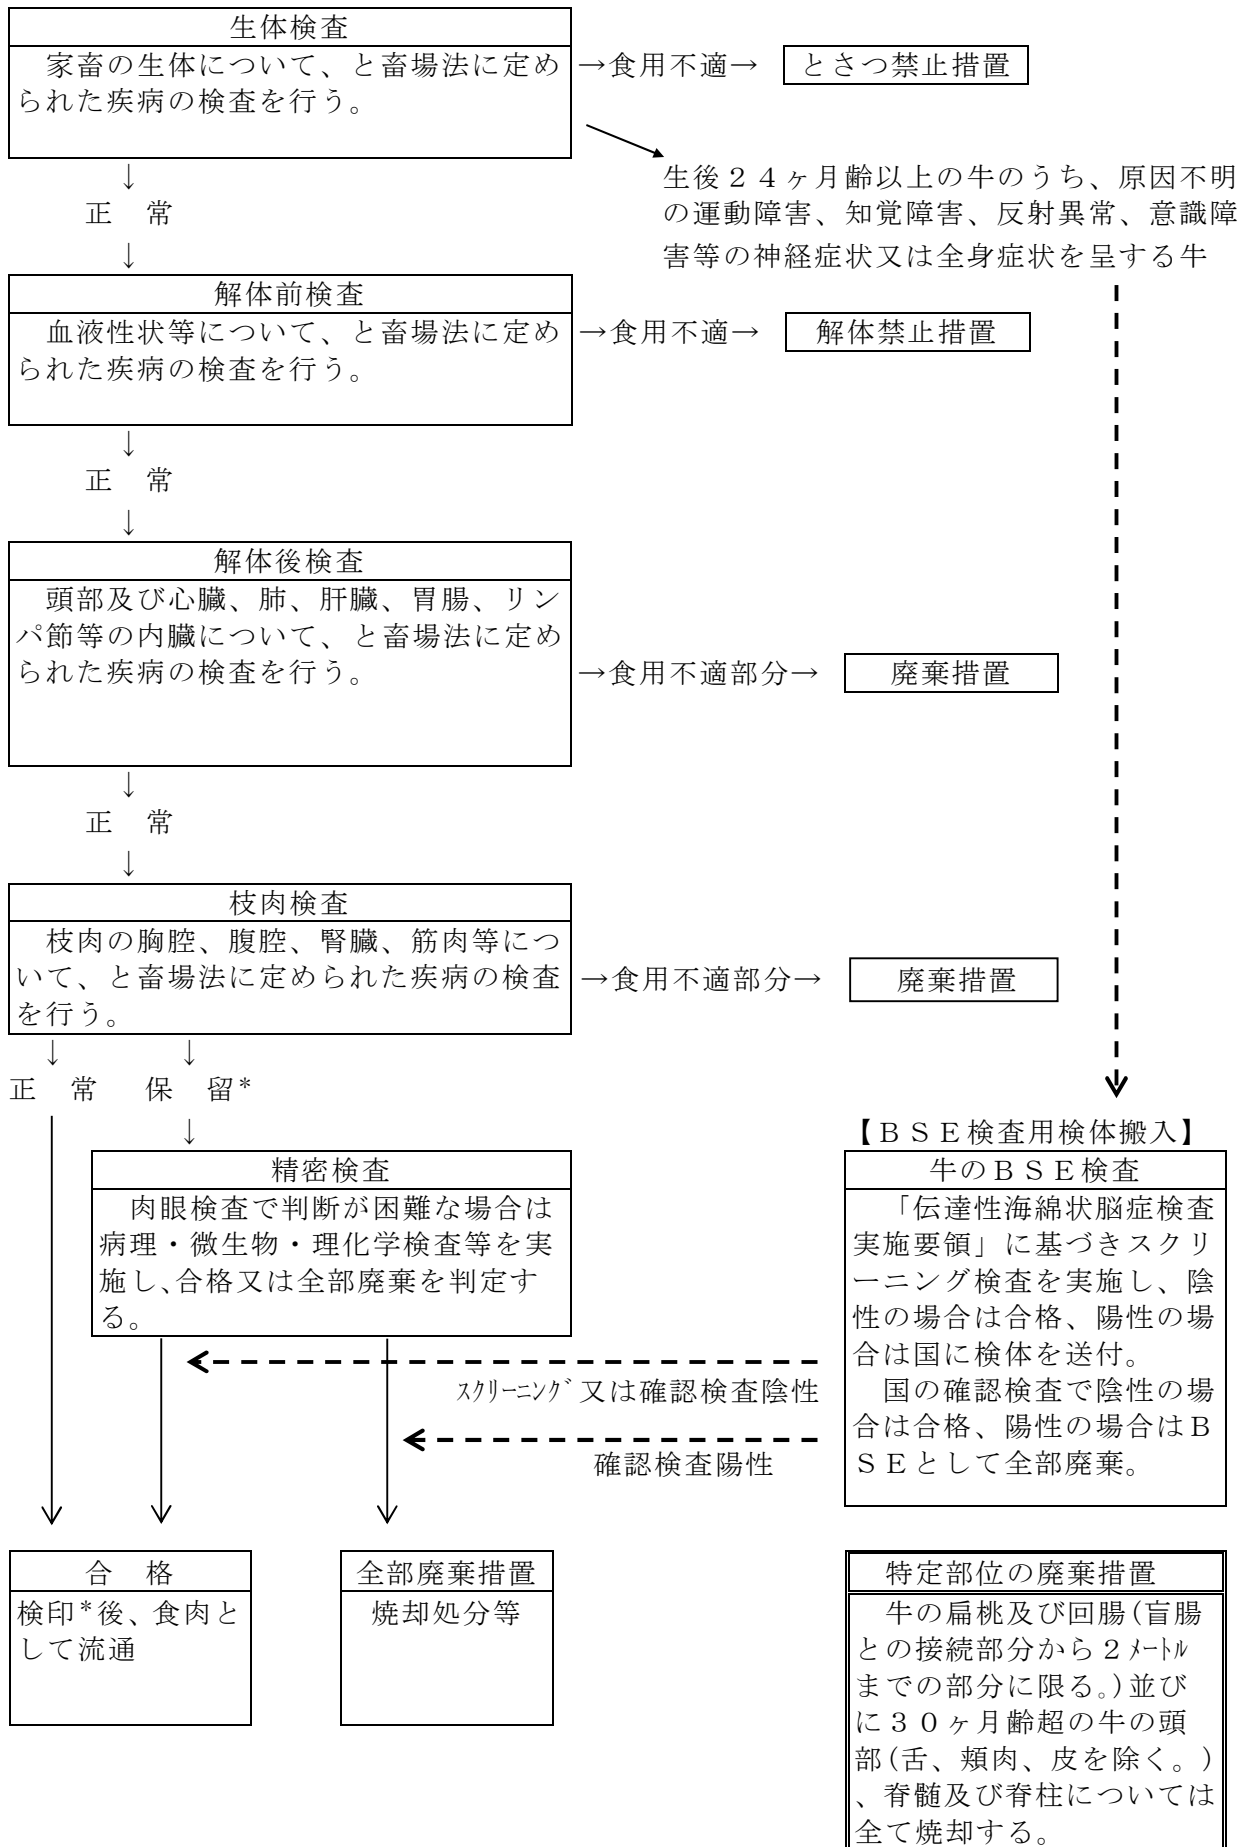 生体検査
　家畜の生体について、と畜場法に定め
られた疾病の検査を行う。
→食用不適→
とさつ禁止措置
生後２４ヶ月齢以上の牛のうち、原因不明
の運動障害、知覚障害、反射異常、意識障
害等の神経症状又は全身症状を呈する牛
↓
正　常
↓
解体前検査
　血液性状等について、と畜場法に定め
られた疾病の検査を行う。
→食用不適→
解体禁止措置
↓
正　常
↓
解体後検査
　頭部及び心臓、肺、肝臓、胃腸、リン
パ節等の内臓について、と畜場法に定め
られた疾病の検査を行う。
→食用不適部分→
廃棄措置
↓
正　常
↓
枝肉検査
　枝肉の胸腔、腹腔、腎臓、筋肉等につ
いて、と畜場法に定められた疾病の検査
を行う。
→食用不適部分→
廃棄措置
↓　↓
正　常　保　留*
↓
精密検査
　肉眼検査で判断が困難な場合は
病理・微生物・理化学検査等を実
施し、合格又は全部廃棄を判定す
る。
【ＢＳＥ検査用検体搬入】
牛のＢＳＥ検査
　「伝達性海綿状脳症検査
実施要領」に基づきスクリ
ーニング検査を実施し、陰
性の場合は合格、陽性の場
合は国に検体を送付。
　国の確認検査で陰性の場
合は合格、陽性の場合はＢ
ＳＥとして全部廃棄。
ｽｸﾘｰﾆﾝｸﾞ又は確認検査陰性
確認検査陽性
合　格
検印*後、食肉と
して流通
全部廃棄措置
焼却処分等
特定部位の廃棄措置
　牛の扁桃及び回腸(盲腸
との接続部分から２ﾒｰﾄﾙ
までの部分に限る。)並び
に３０ヶ月齢超の牛の頭
部(舌、頬肉、皮を除く。)
、脊髄及び脊柱については
全て焼却する。